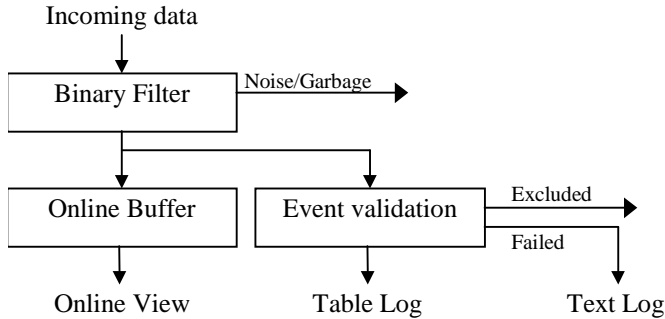 Incoming data
Noise/Garbage
Binary Filter
Online Buffer
Event validation
Excluded
Failed
Online View
Table Log
Text Log